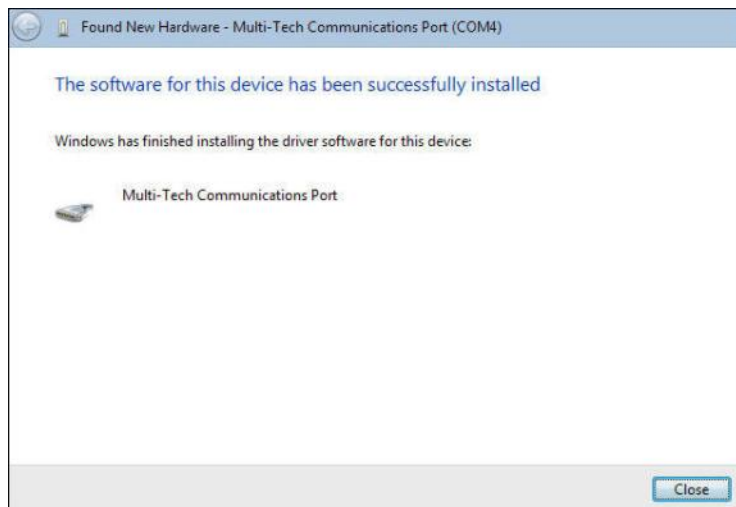 Found New Hardware - Multi-Tech Communications Port (COM4)
The software for this device has been successfully installed
Windows has finished installing the driver software for this device:
Multi-Tech Communications Port
Close